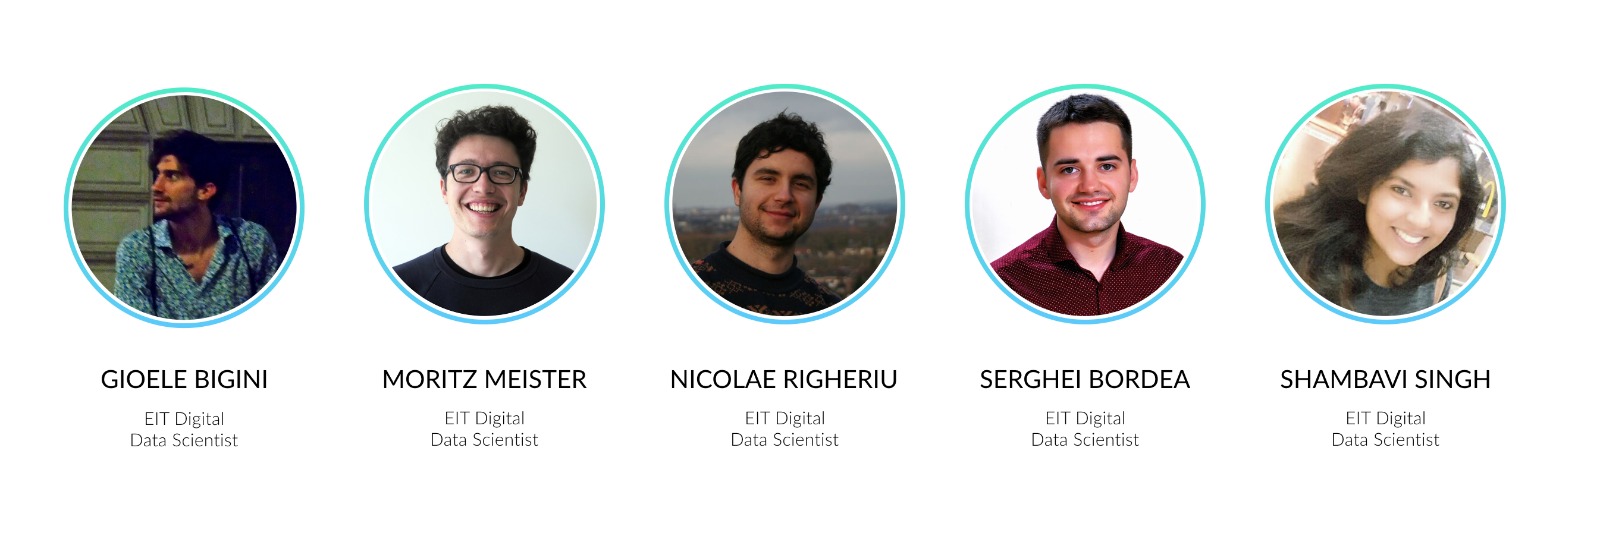 GIOELE BIGINI
EIT Digital
Data Scientist
MORITZ MEISTER
EIT Digital
Data Scientist
NICOLAE RIGHERIU
EIT Digital
Data Scientist
SERGHEI BORDEA
EIT Digital
Data Scientist
SHAMBAVI SINGH
EIT Digital
Data Scientist